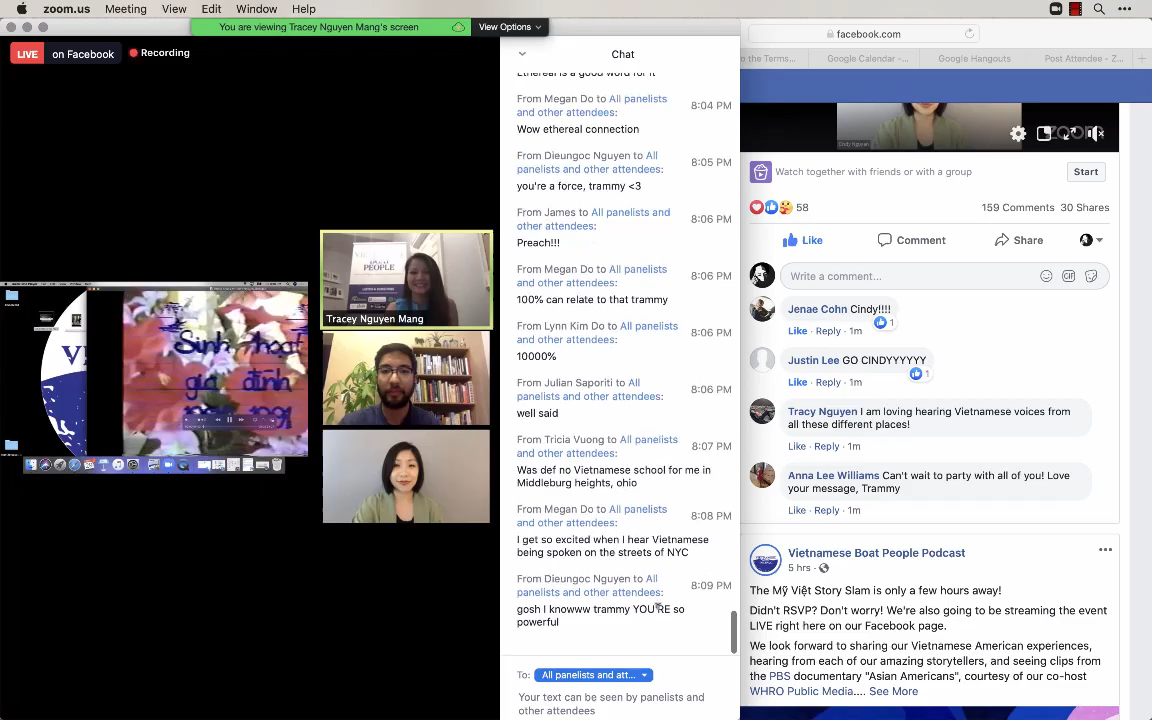 zoom.us Meeting View Edit Window Help
You are viewing Tracey Nguyen Mang's screen
View Options
LIVE on Facebook
Recording
Tracey Nguyen Mang
Sinh hoạt
gia đình
Chat
Ethereal is a good word for it
From Megan Do to All panelists
and other attendees:
8:04 PM
Wow ethereal connection
From Dieungoc Nguyen to All
panelists and other attendees:
8:05 PM
you're a force, trammy <3
From James to All panelists and
other attendees:
8:06 PM
Preach!!!
From Megan Do to All panelists
and other attendees:
8:06 PM
100% can relate to that trammy
From Lynn Kim Do to All panelists
and other attendees:
8:06 PM
10000%
From Julian Saporiti to All
panelists and other attendees:
8:06 PM
well said
From Tricia Vuong to All panelists
and other attendees:
8:07 PM
Was def no Vietnamese school for me in
Middleburg heights, ohio
From Megan Do to All panelists
and other attendees:
8:08 PM
I get so excited when I hear Vietnamese
being spoken on the streets of NYC
From Dieungoc Nguyen to All
panelists and other attendees:
8:09 PM
gosh I knowww trammy YOU'RE so
powerful
To: All panelists and att...
Your text can be seen by panelists and
other attendees
facebook.com
o the Terms... Google Calendar -... Google Hangouts Post Attendee - Z...
zoom
Cindy Nguyen
Watch together with friends or with a group
Start
58
159 Comments 30 Shares
Like Comment Share
Write a comment...
GIF
Jenae Cohn Cindy!!!!
1
Like · Reply · 1m
Justin Lee GO CINDYYYYYY
1
Like · Reply · 1m
Tracy Nguyen I am loving hearing Vietnamese voices from
all these different places!
Like · Reply · 1m
Anna Lee Williams Can't wait to party with all of you! Love
your message, Trammy
Like · Reply · 1m
Vietnamese Boat People Podcast
5 hrs ·
The Mỹ Việt Story Slam is only a few hours away!
Didn't RSVP? Don't worry! We're also going to be streaming the event
LIVE right here on our Facebook page.
We look forward to sharing our Vietnamese American experiences,
hearing from each of our amazing storytellers, and seeing clips from
the PBS documentary "Asian Americans", courtesy of our co-host
WHRO Public Media.... See More